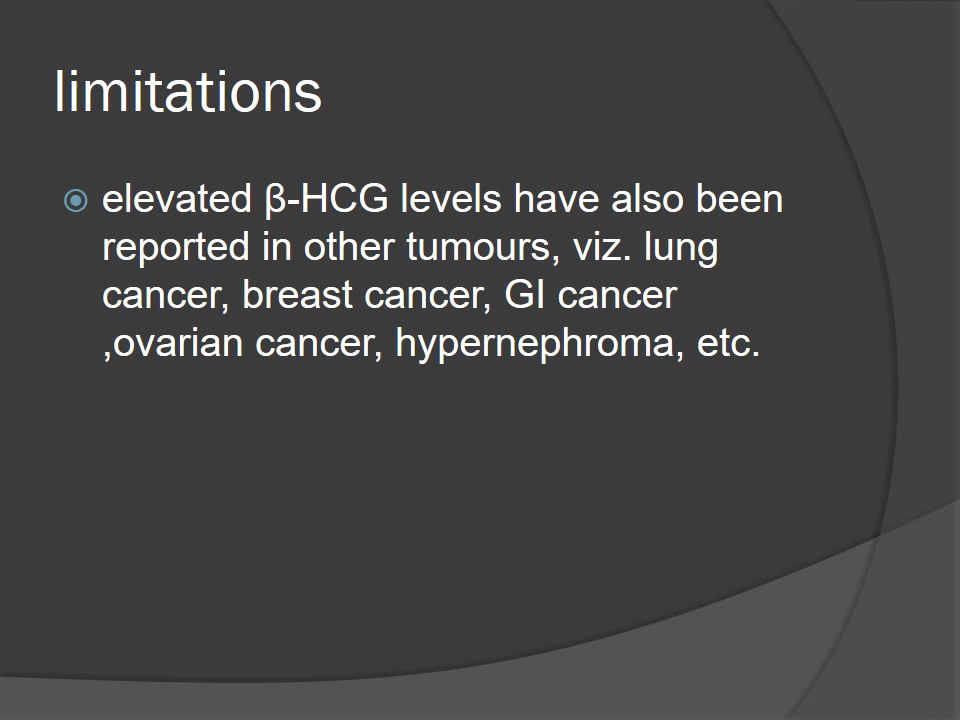 limitations
elevated β-HCG levels have also been
reported in other tumours, viz. lung
cancer, breast cancer, GI cancer
,ovarian cancer, hypernephroma, etc.